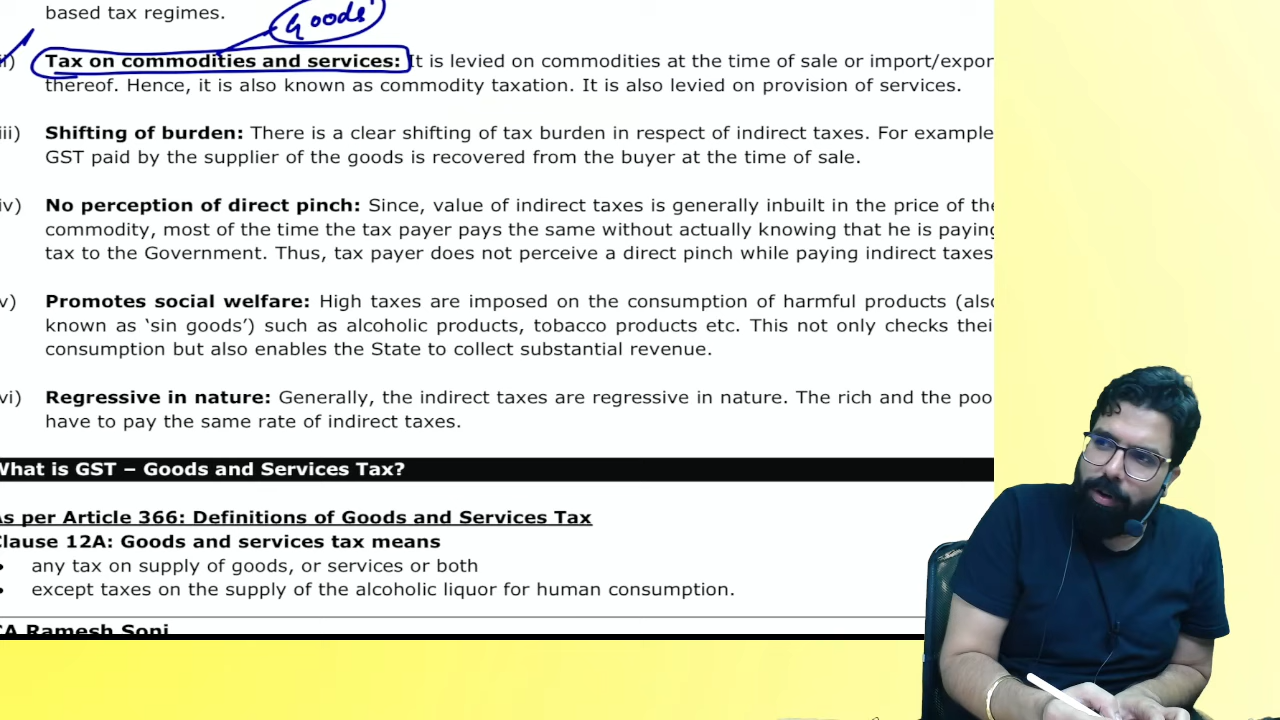 based tax regimes.
Goods
Tax on commodities and services: It is levied on commodities at the time of sale or import/expor
thereof. Hence, it is also known as commodity taxation. It is also levied on provision of services.
iii) Shifting of burden: There is a clear shifting of tax burden in respect of indirect taxes. For example
GST paid by the supplier of the goods is recovered from the buyer at the time of sale.
iv) No perception of direct pinch: Since, value of indirect taxes is generally inbuilt in the price of the
commodity, most of the time the tax payer pays the same without actually knowing that he is paying
tax to the Government. Thus, tax payer does not perceive a direct pinch while paying indirect taxes
v) Promotes social welfare: High taxes are imposed on the consumption of harmful products (also
known as ‘sin goods’) such as alcoholic products, tobacco products etc. This not only checks thei
consumption but also enables the State to collect substantial revenue.
vi) Regressive in nature: Generally, the indirect taxes are regressive in nature. The rich and the poo
have to pay the same rate of indirect taxes.
What is GST – Goods and Services Tax?
As per Article 366: Definitions of Goods and Services Tax
Clause 12A: Goods and services tax means
• any tax on supply of goods, or services or both
• except taxes on the supply of the alcoholic liquor for human consumption.
CA Ramesh Soni